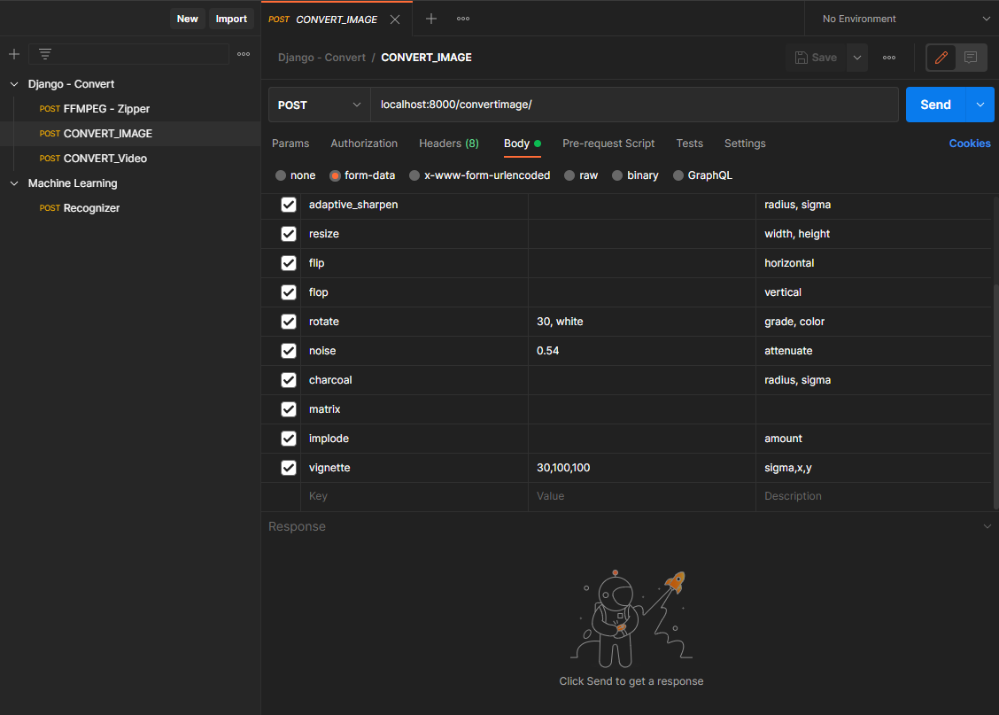 New Import
POST CONVERT_IMAGE
No Environment
Django - Convert / CONVERT_IMAGE
Save
Django - Convert
POST FFMPEG - Zipper
POST CONVERT_IMAGE
POST CONVERT_Video
Machine Learning
POST Recognizer
POST localhost:8000/convertimage/ Send
Params Authorization Headers (8) Body Pre-request Script Tests Settings Cookies
none form-data x-www-form-urlencoded raw binary GraphQL
adaptive_sharpen radius, sigma
resize width, height
flip horizontal
flop vertical
rotate 30, white grade, color
noise 0.54 attenuate
charcoal radius, sigma
matrix
implode amount
vignette 30,100,100 sigma,x,y
Key Value Description
Response
Click Send to get a response